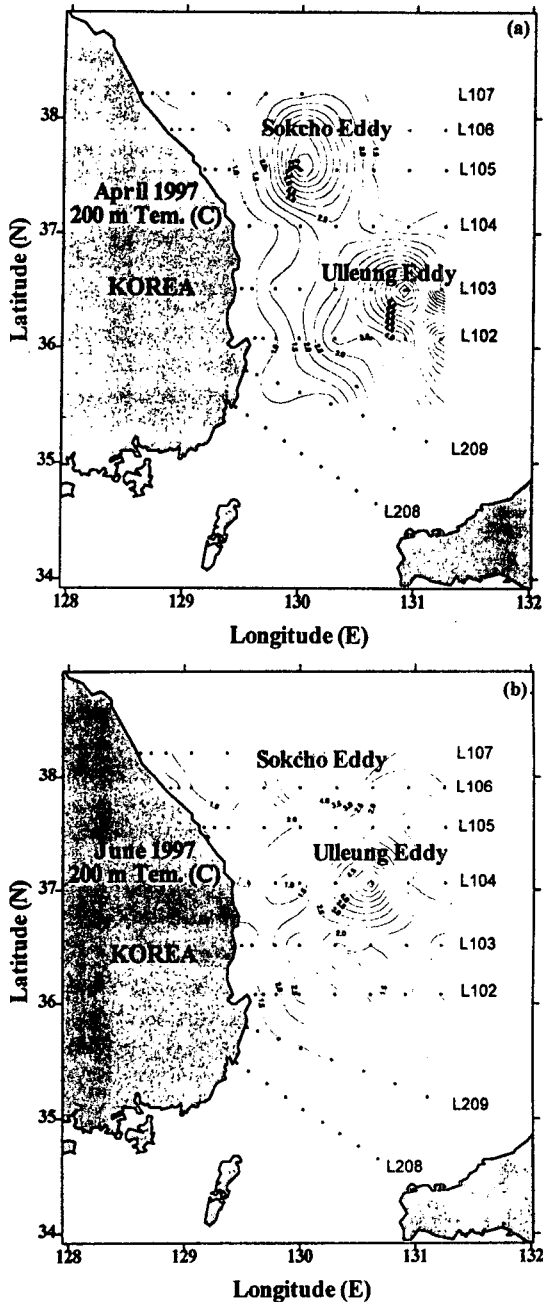 (a)
38
37
36
35
34
Latitude (N)
L107
Sokcho Eddy
L106
L105
April 1997
200 m Tem. (C)
L104
Ulleung Eddy
KOREA
L103
L102
L209
L208
128
129
130
131
132
Longitude (E)
(b)
38
37
36
35
34
Latitude (N)
L107
Sokcho Eddy
L106
L105
June 1997
200 m Tem. (C)
Ulleung Eddy
L104
KOREA
L103
L102
L209
L208
128
129
130
131
132
Longitude (E)